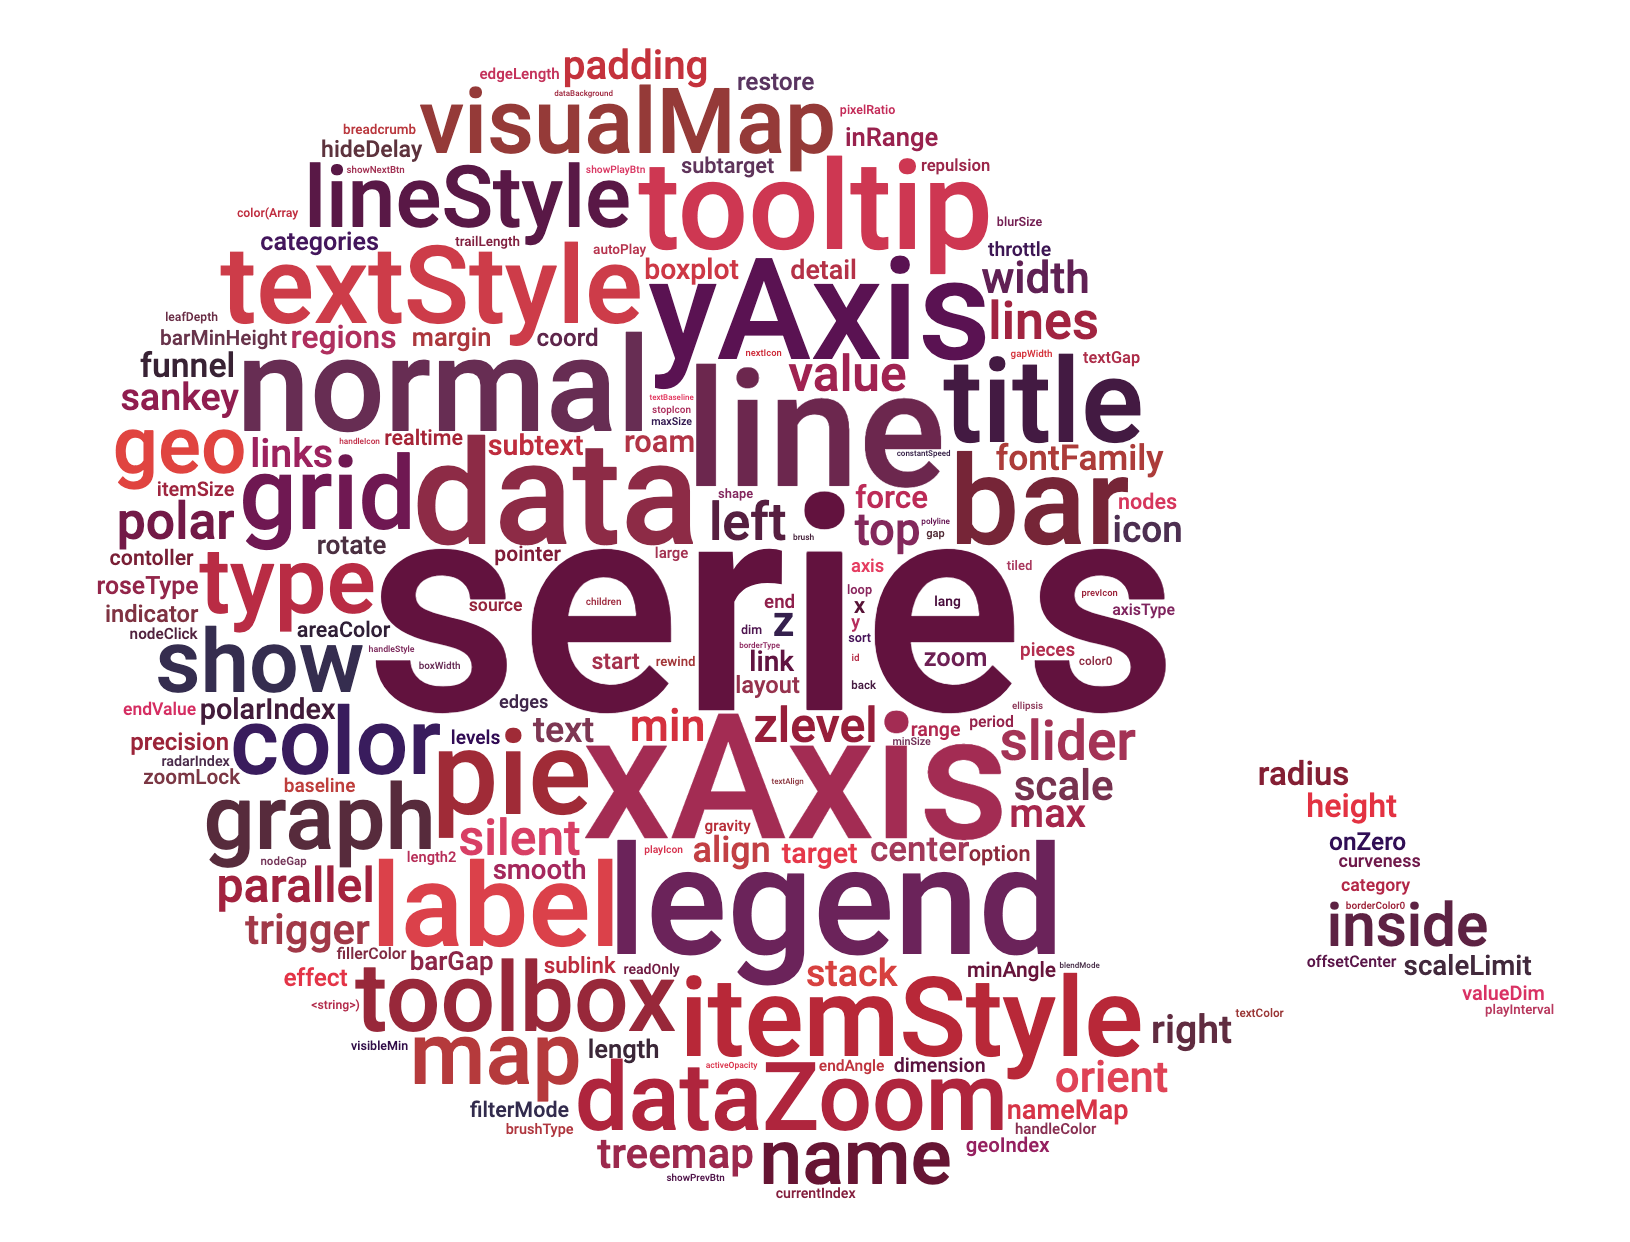 padding
edgeLength
restore
dataBackground
visualMap
pixelRatio
breadcrumb
inRange
hideDelay
subtarget
repulsion
showNextBtn
showPlayBtn
lineStyle
tooltip
color(Array
blurSize
categories
trailLength
autoPlay
throttle
textStyle
boxplot
detail
yAxis
width
leafDepth
lines
barMinHeight
regions
margin
coord
nextIcon
gapWidth
textGap
funnel
normal
value
title
sankey
textBaseline
stopIcon
maxSize
line
geo
links
handleIcon
realtime
subtext
roam
constantSpeed
fontFamily
itemSize
grid
data
shape
force
bar
nodes
polar
left
top
polyline
gap
icon
rotate
brush
contoller
pointer
large
axis
tiled
roseType
type
series
source
children
end
loop
lang
prevIcon
axisType
indicator
x
nodeClick
areaColor
dim
z
y
sort
show
handleStyle
boxWidth
start
rewind
borderType
link
id
zoom
pieces
color0
layout
back
endValue
polarIndex
edges
ellipsis
color
levels
text
min
zlevel
range
period
minSize
slider
precision
radarIndex
zoomLock
pie
xAxis
textAlign
scale
radius
baseline
max
height
graph
silent
gravity
onZero
nodeGap
length2
playIcon
align
target
center
option
curveness
parallel
label
smooth
legend
category
borderColor0
trigger
inside
fillerColor
barGap
sublink
readOnly
stack
minAngle
blendMode
offsetCenter
scaleLimit
effect
toolbox
itemStyle
valueDim
<string>)
playInterval
right
textColor
visibleMin
map
length
activeOpacity
endAngle
dimension
orient
filterMode
dataZoom
nameMap
brushType
handleColor
treemap
name
geoIndex
showPrevBtn
currentIndex